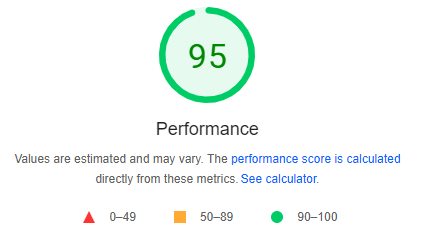 95
Performance
Values are estimated and may vary. The performance score is calculated
directly from these metrics. See calculator.
0–49 50–89 90–100